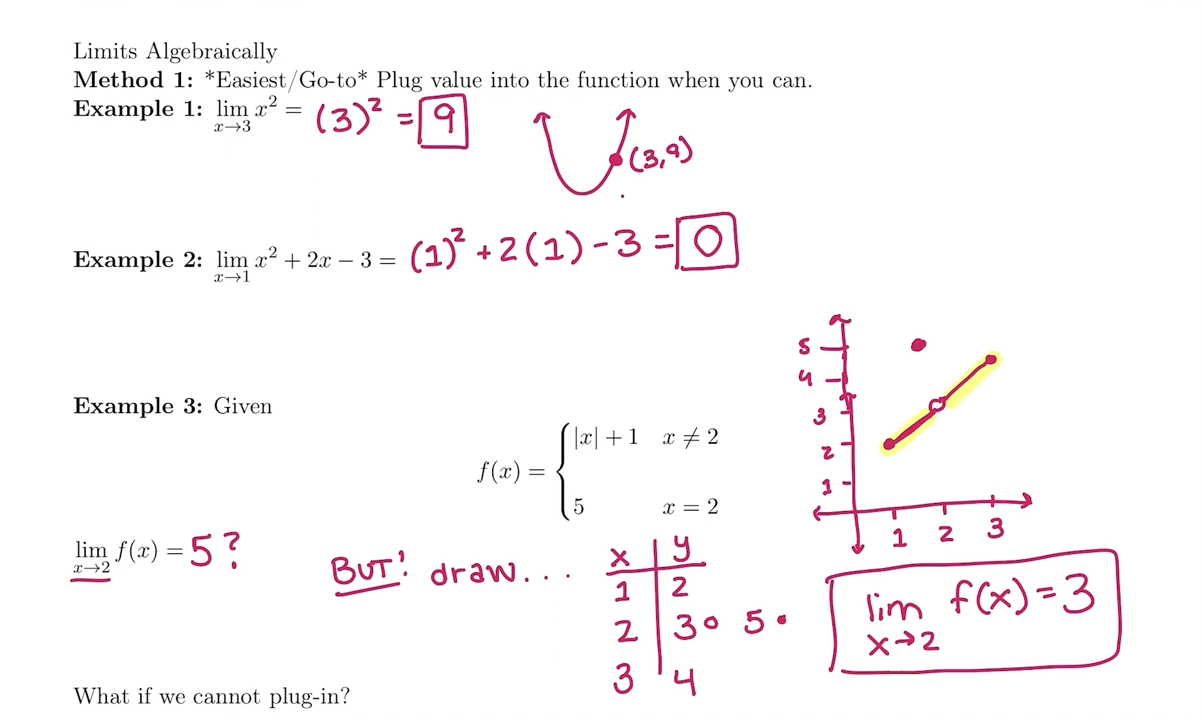 Limits Algebraically
Method 1: *Easiest/Go-to* Plug value into the function when you can.
Example 1: lim x→3 x² = (3)² = 9
(3,9)
Example 2: lim x→1 x² + 2x − 3 = (1)² + 2(1) − 3 = 0
Example 3: Given
f(x) = { |x| + 1   x ≠ 2
5   x = 2
5
4
3
2
1
1 2 3
lim x→2 f(x) = 5?
BUT! draw...
x | y
1 | 2
2 | 3∘ 5•
3 | 4
lim x→2 f(x) = 3
What if we cannot plug-in?